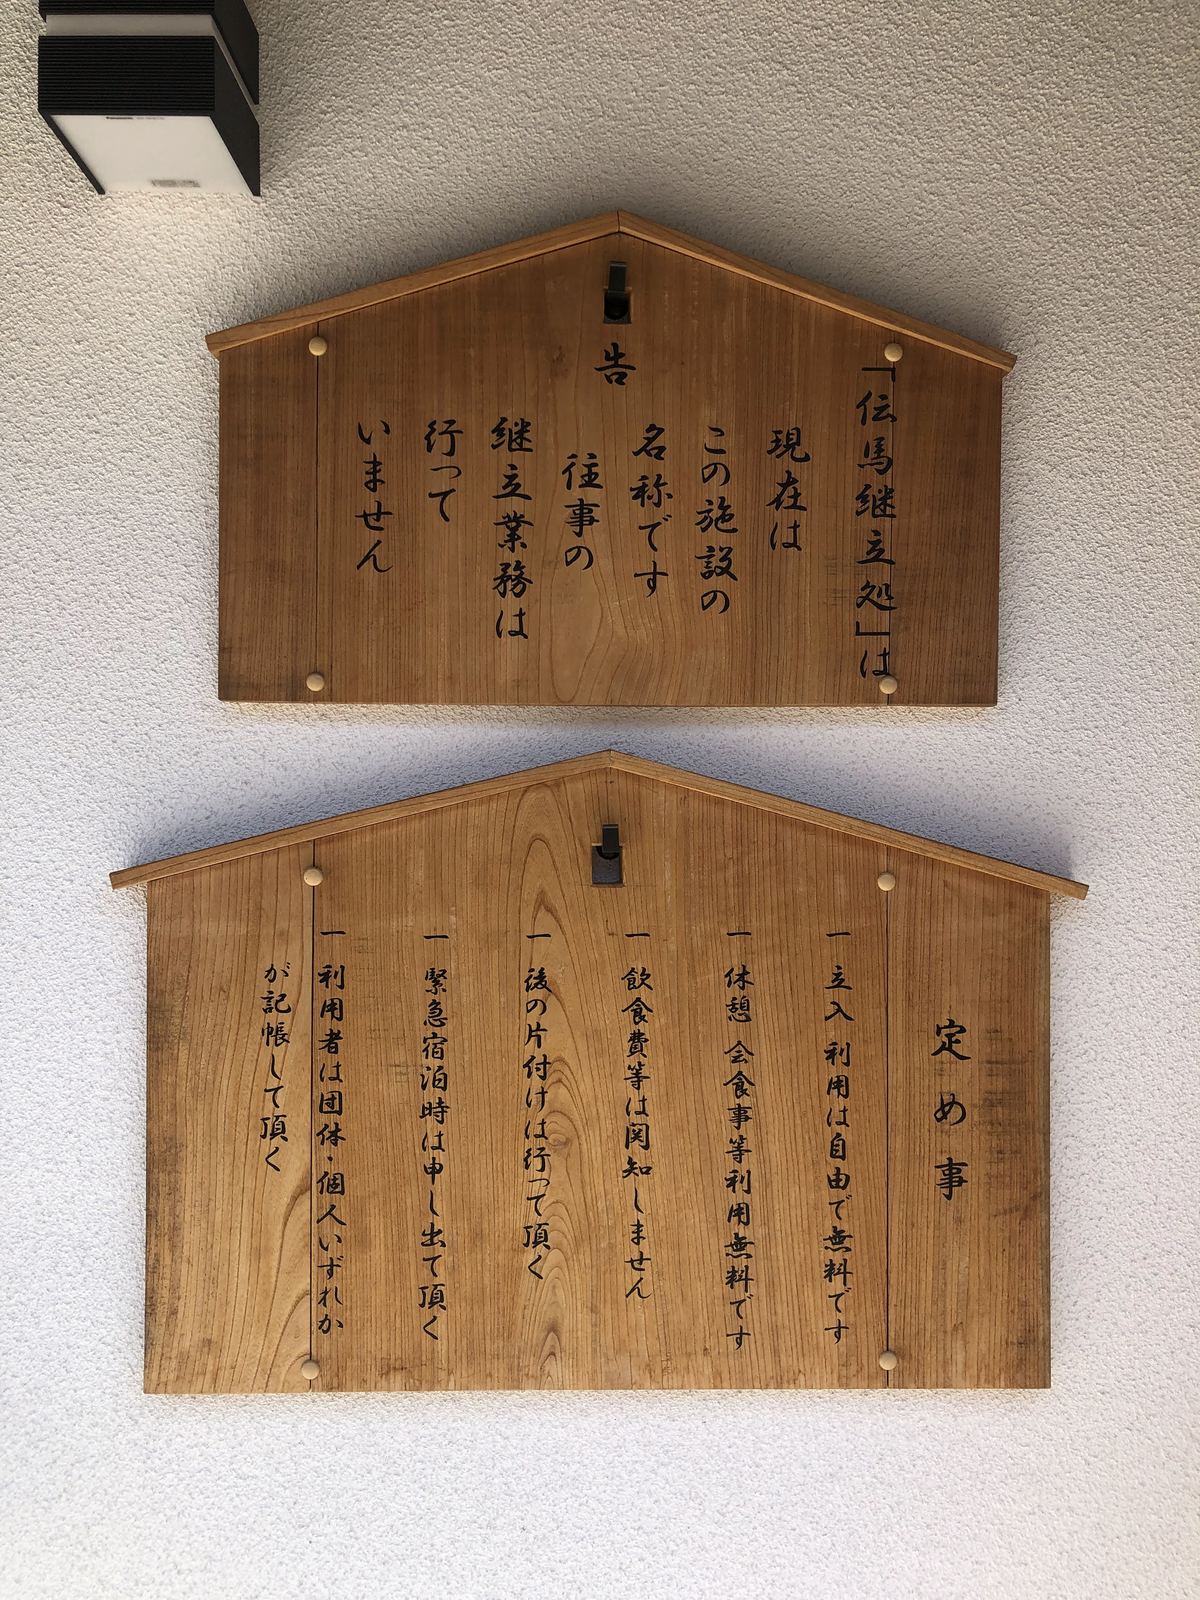 告
「伝馬継立処」は
現在は
この施設の
名称です
往事の
継立業務は
行って
いません
定め事
一 立入 利用は自由で無料です
一 休憩 会食事等利用無料です
一 飲食費等は関知しません
一 後の片付けは行って頂く
一 緊急宿泊時は申し出て頂く
一 利用者は団体・個人いずれか
が記帳して頂く